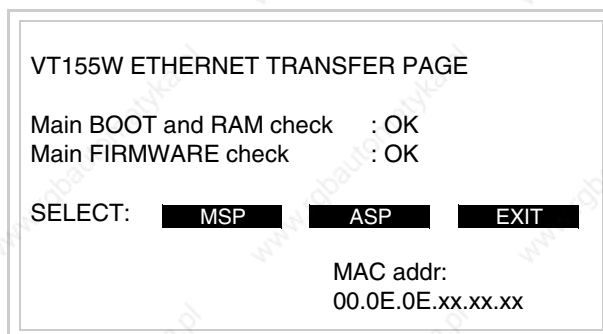 VT155W ETHERNET TRANSFER PAGE
Main BOOT and RAM check : OK
Main FIRMWARE check : OK
SELECT: MSP ASP EXIT
MAC addr:
00.0E.0E.xx.xx.xx